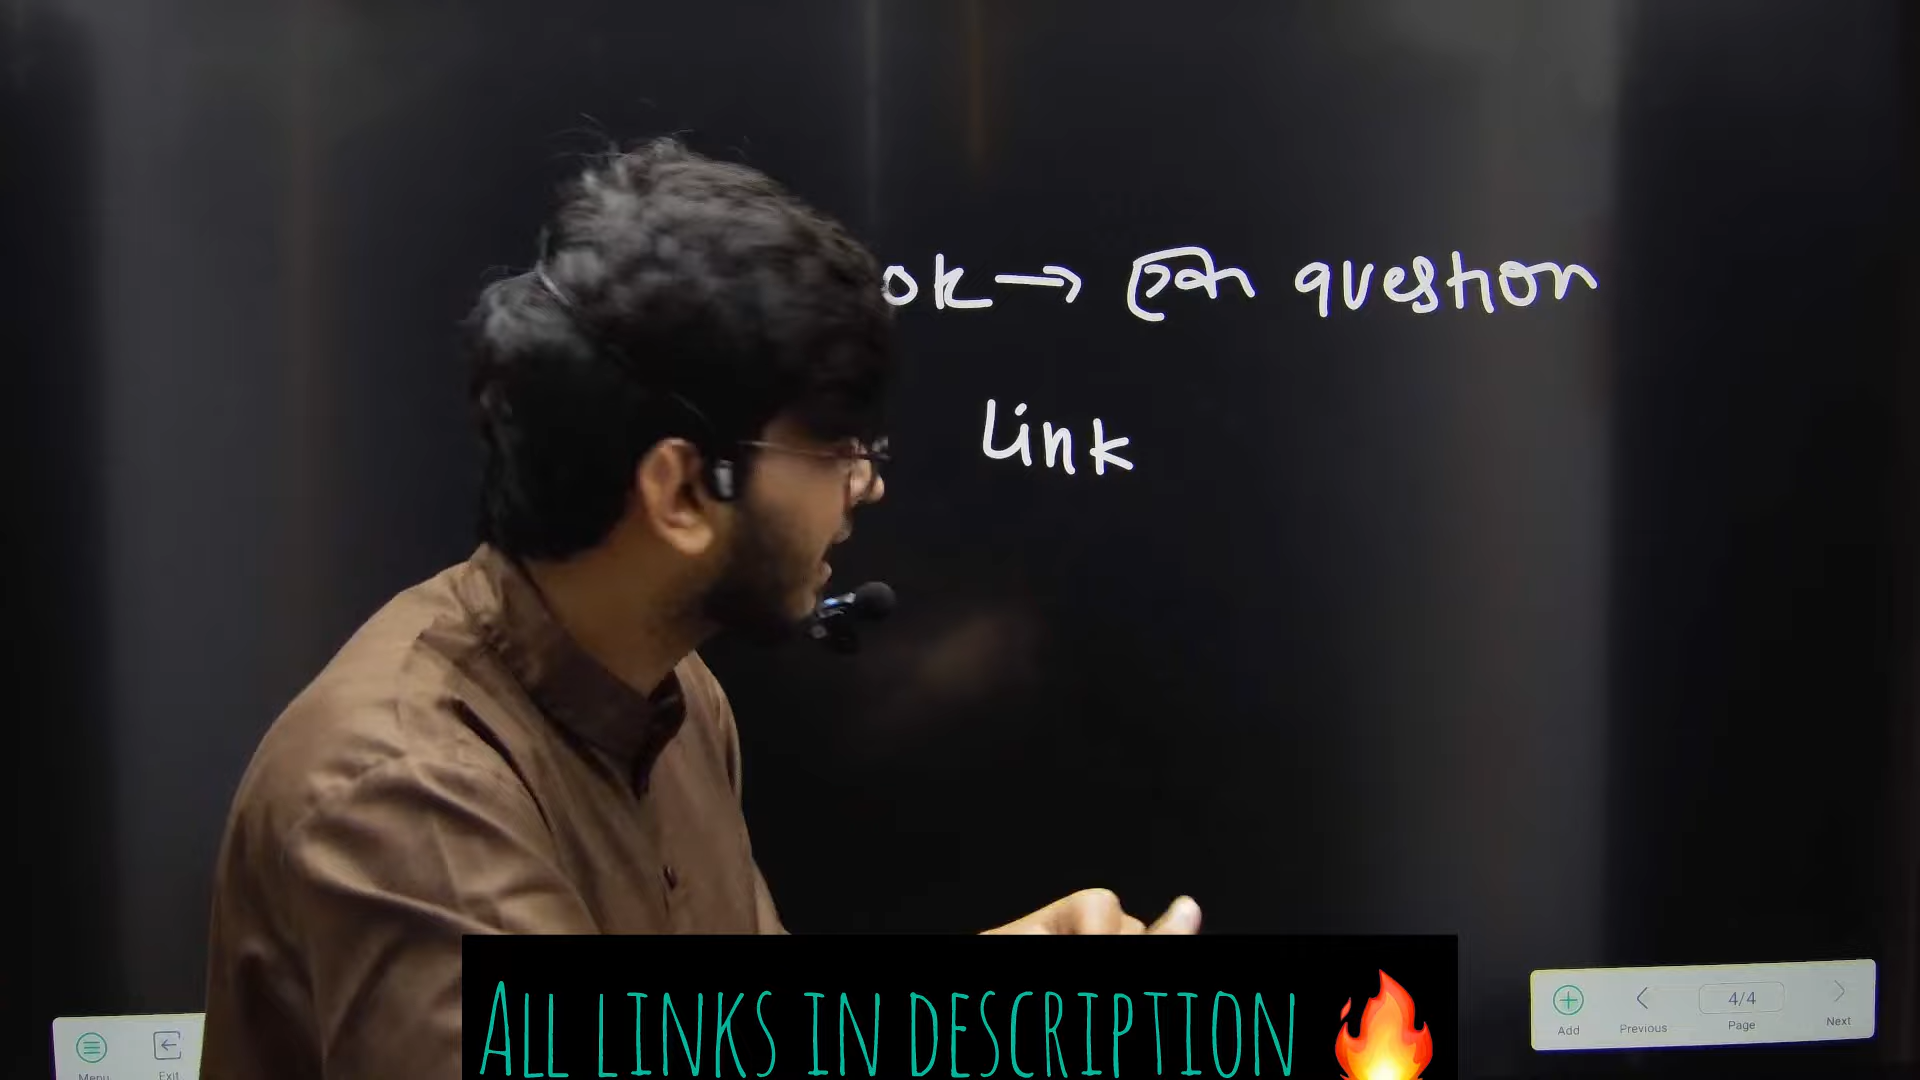 ok → question
Link
ALL LINKS IN DESCRIPTION 🔥
Menu
Exit
Add
Previous
4/4
Page
Next